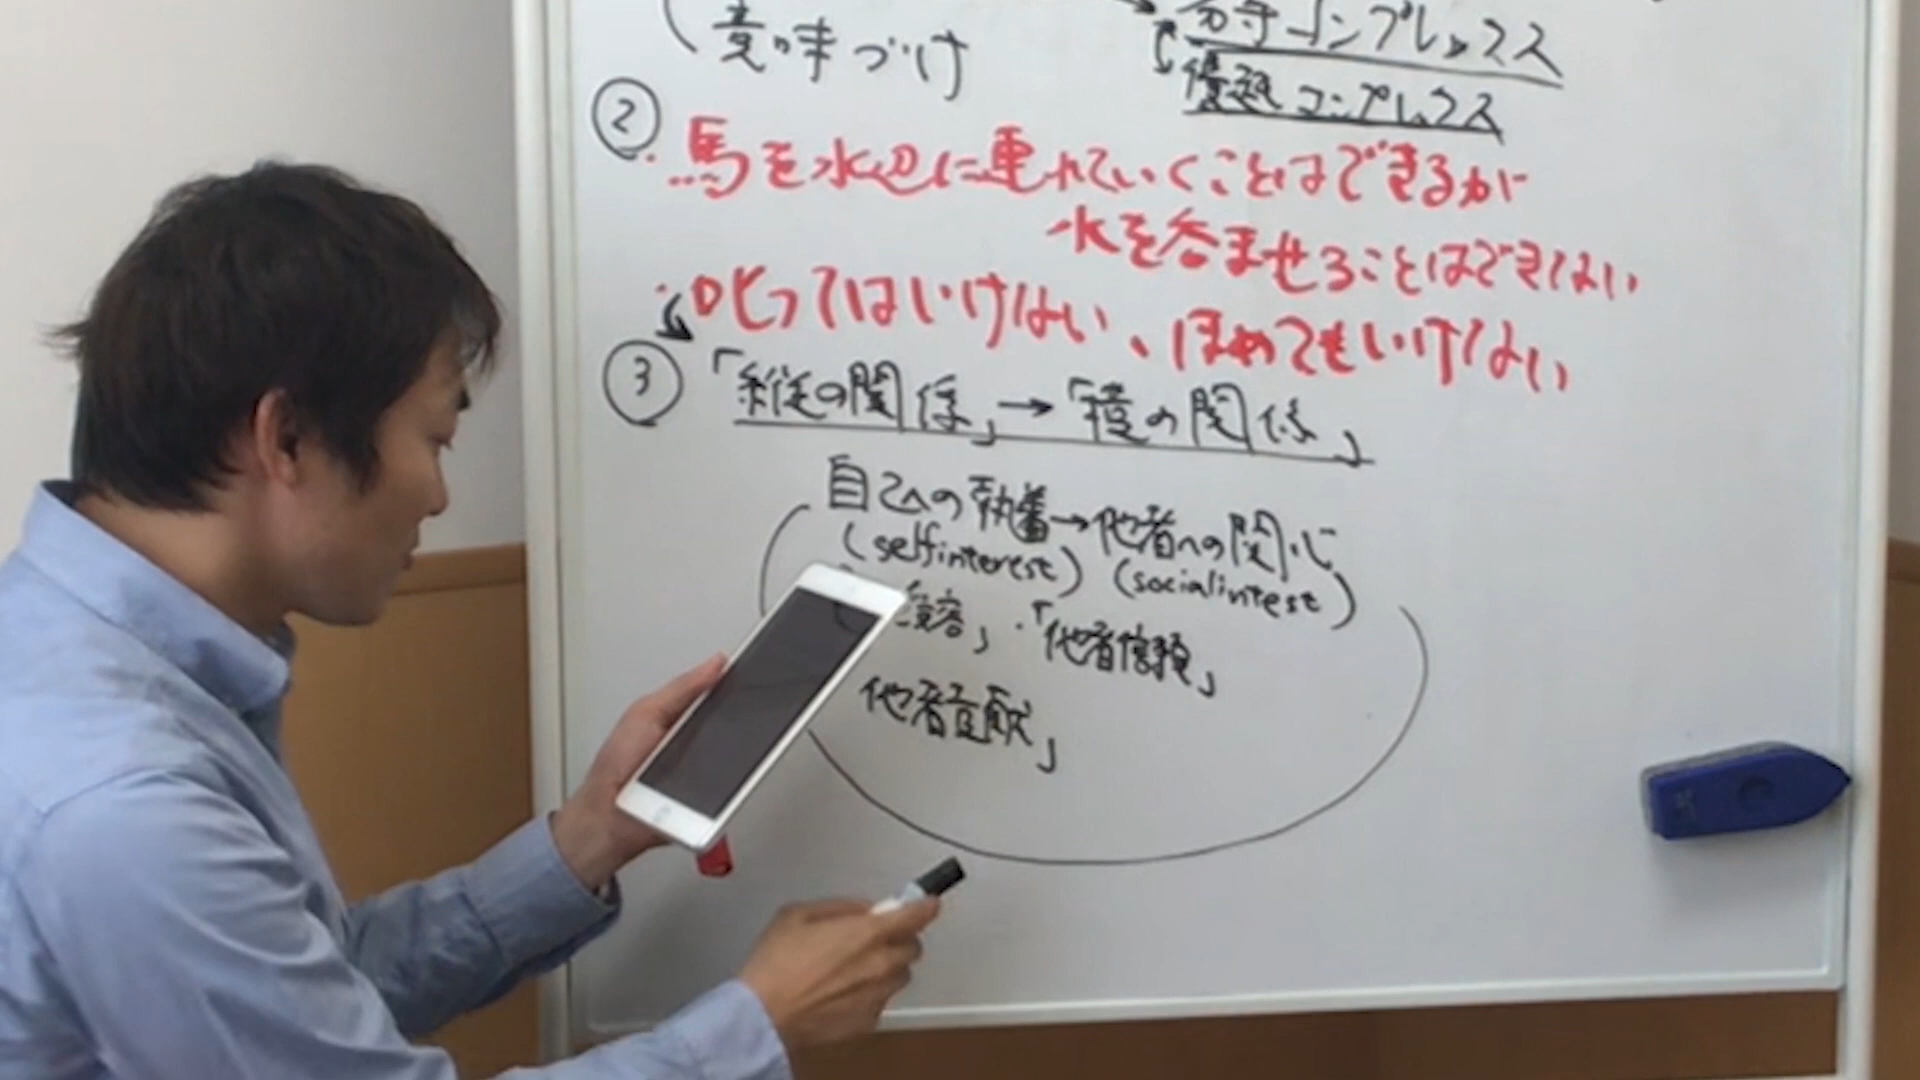 意味づけ
コンプレックス
優越コンプレックス
②
・馬を水辺に連れていくことはできるが
水を呑ませることはできない
・叱ってはいけない、ほめてもいけない
③「縦の関係」→「横の関係」
自己への執着→他者への関心
(selfinterest) (socialintest)
受容」・「他者信頼」
他者貢献」